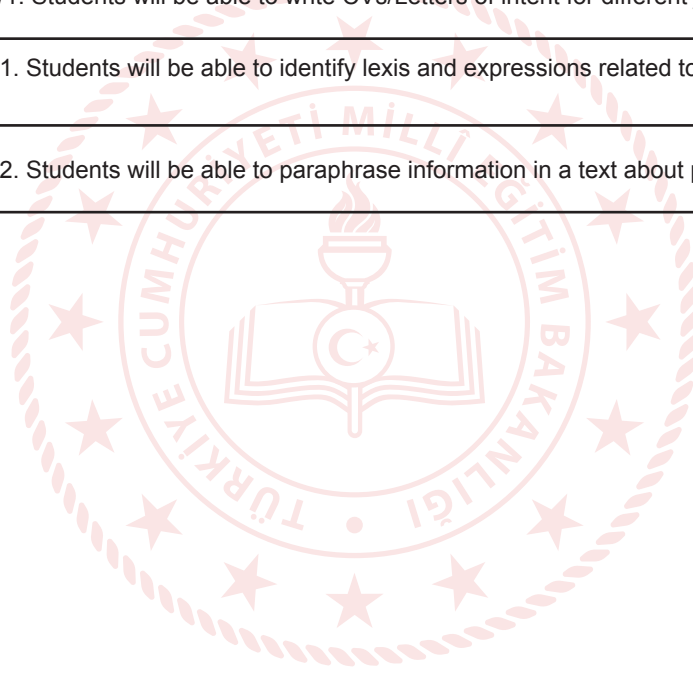 1. Students will be able to write CVs/Letters of intent for different
1. Students will be able to identify lexis and expressions related to
2. Students will be able to paraphrase information in a text about
TÜRKİYE CUMHURİYETİ MİLLÎ EĞİTİM BAKANLIĞI